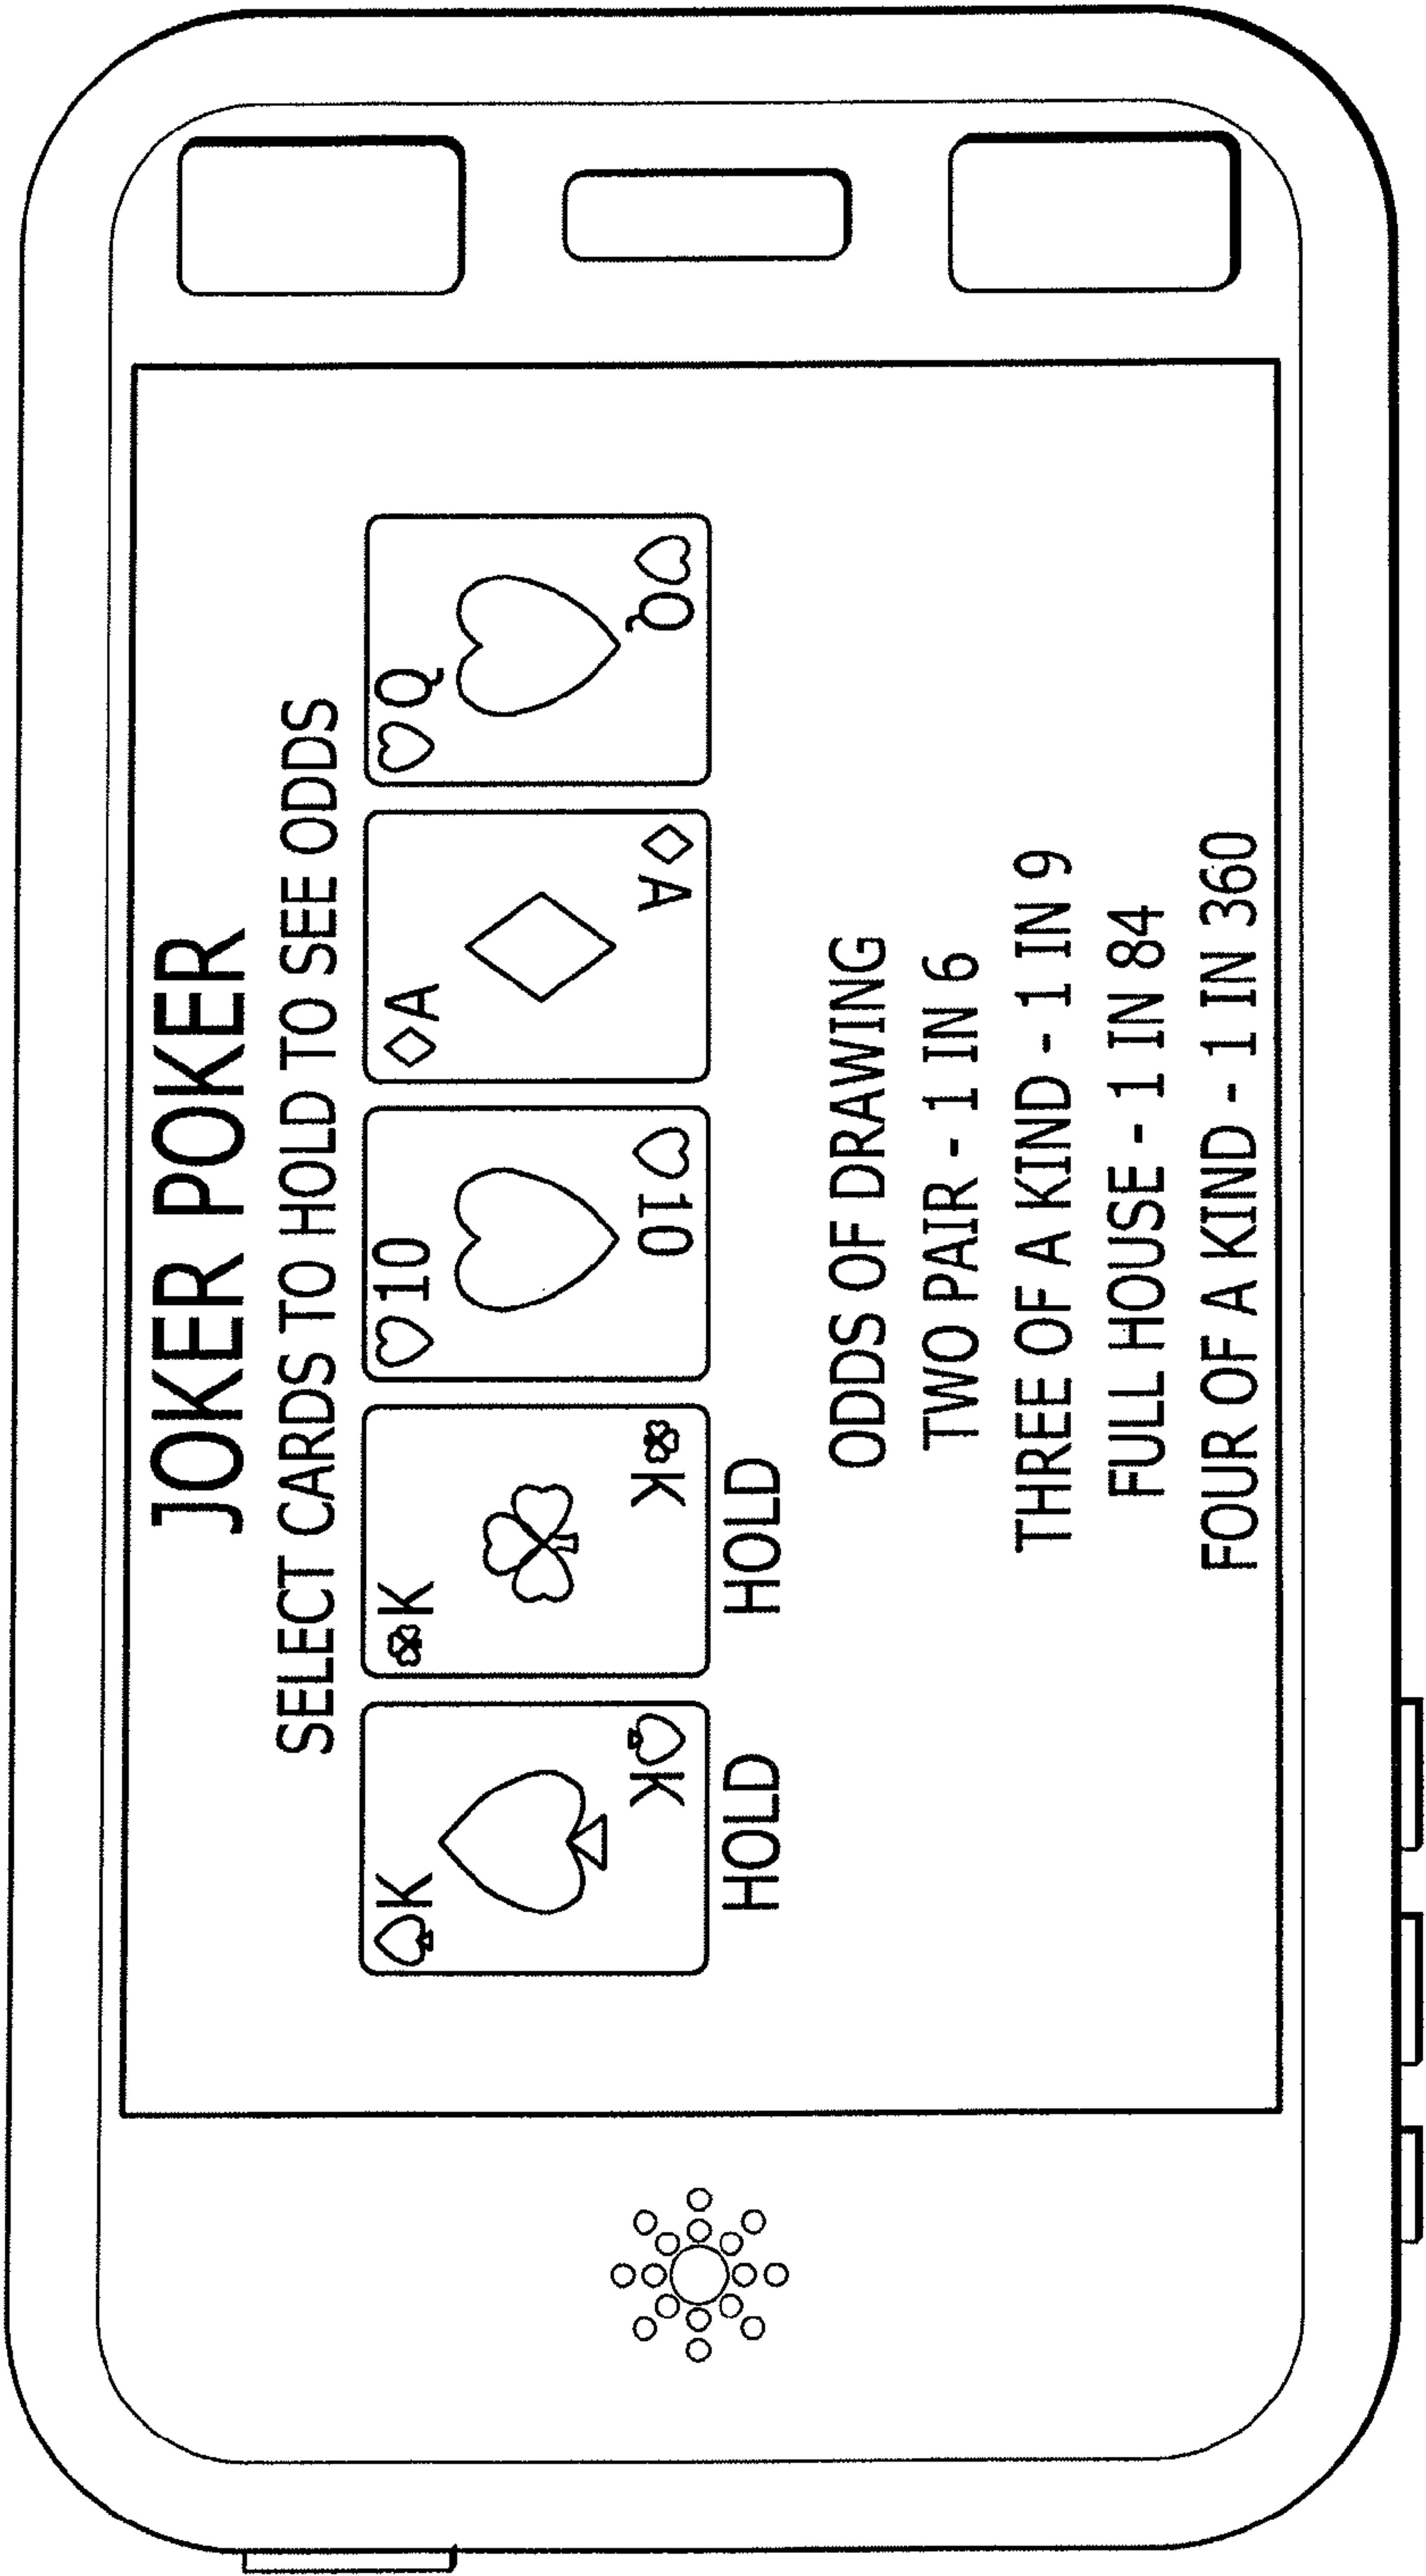 JOKER POKER
SELECT CARDS TO HOLD TO SEE ODDS
K K 10 A Q
K K 10 A Q
HOLD HOLD
ODDS OF DRAWING
TWO PAIR - 1 IN 6
THREE OF A KIND - 1 IN 9
FULL HOUSE - 1 IN 84
FOUR OF A KIND - 1 IN 360